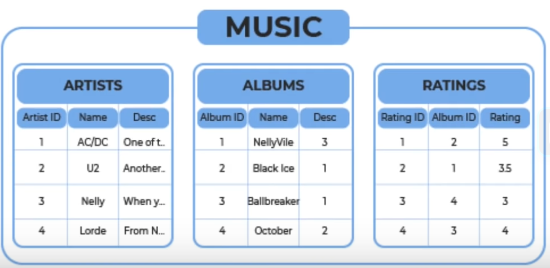 MUSIC
ARTISTS
Artist ID Name Desc
1 AC/DC One of t..
2 U2 Another..
3 Nelly When y...
4 Lorde From N...
ALBUMS
Album ID Name Desc
1 NellyVile 3
2 Black Ice 1
3 Ballbreaker 1
4 October 2
RATINGS
Rating ID Album ID Rating
1 2 5
2 1 3.5
3 4 3
4 3 4